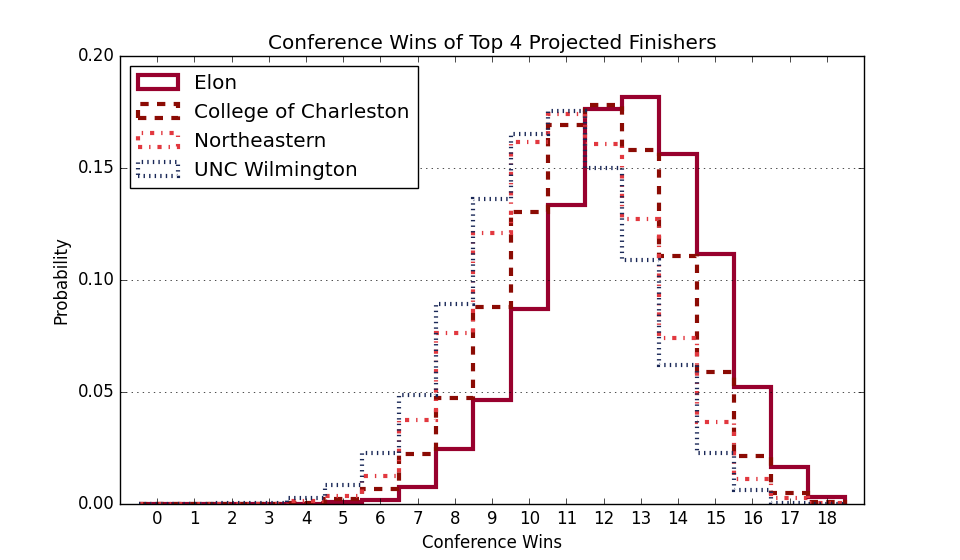 Conference Wins of Top 4 Projected Finishers
0.20
Elon
College of Charleston
Northeastern
UNC Wilmington
0.15
Probability
0.10
0.05
0.00
0 1 2 3 4 5 6 7 8 9 10 11 12 13 14 15 16 17 18
Conference Wins